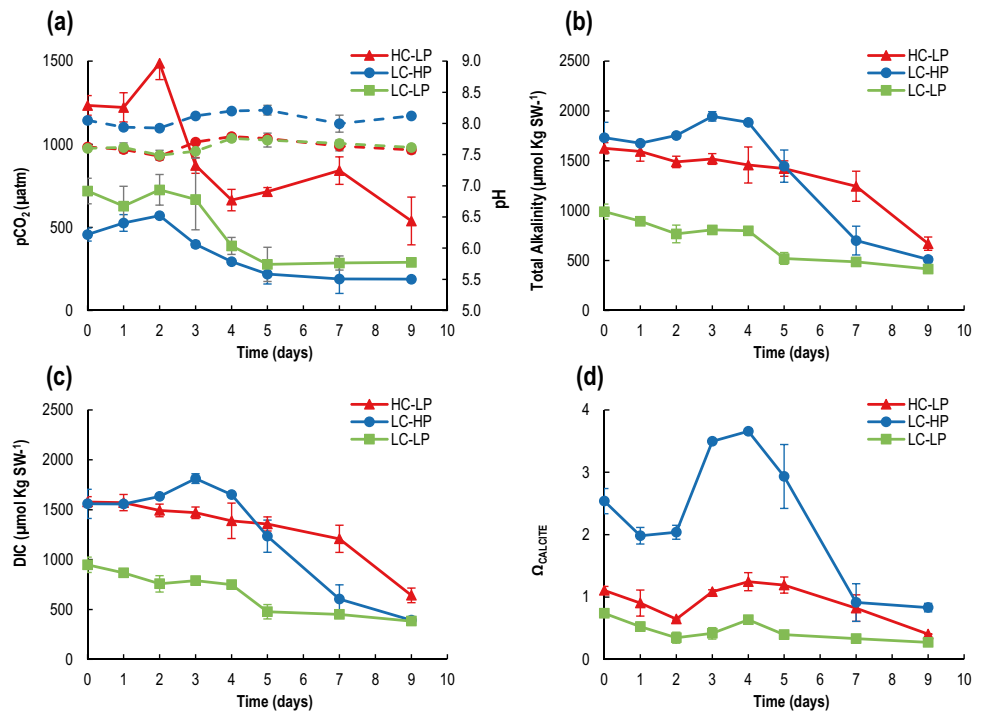 (a)
HC-LP
LC-HP
LC-LP
1500
1000
500
0
pCO₂ (µatm)
9.0
8.5
8.0
7.5
7.0
6.5
6.0
5.5
5.0
pH
0 1 2 3 4 5 6 7 8 9 10
Time (days)
(b)
HC-LP
LC-HP
LC-LP
2500
2000
1500
1000
500
0
Total Alkalinity (µmol Kg SW⁻¹)
0 1 2 3 4 5 6 7 8 9 10
Time (days)
(c)
HC-LP
LC-HP
LC-LP
2500
2000
1500
1000
500
0
DIC (µmol Kg SW⁻¹)
0 1 2 3 4 5 6 7 8 9 10
Time (days)
(d)
HC-LP
LC-HP
LC-LP
4
3
2
1
0
Ω CALCITE
0 1 2 3 4 5 6 7 8 9 10
Time (days)